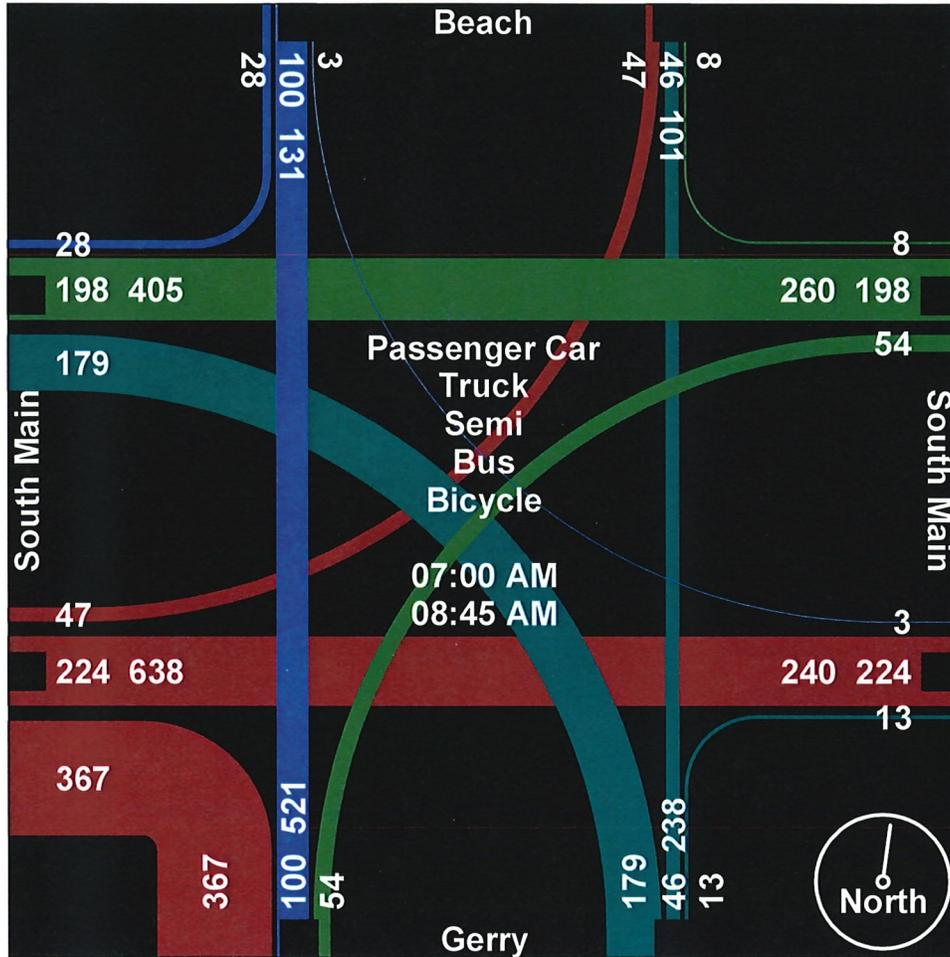 Beach
28
100 131
3
47
46 101
8
28
8
198 405
260 198
179
54
Passenger Car
Truck
Semi
Bus
Bicycle
South Main
South Main
07:00 AM
08:45 AM
47
3
224 638
240 224
13
367
367
100 521
54
179
46 238
13
North
Gerry